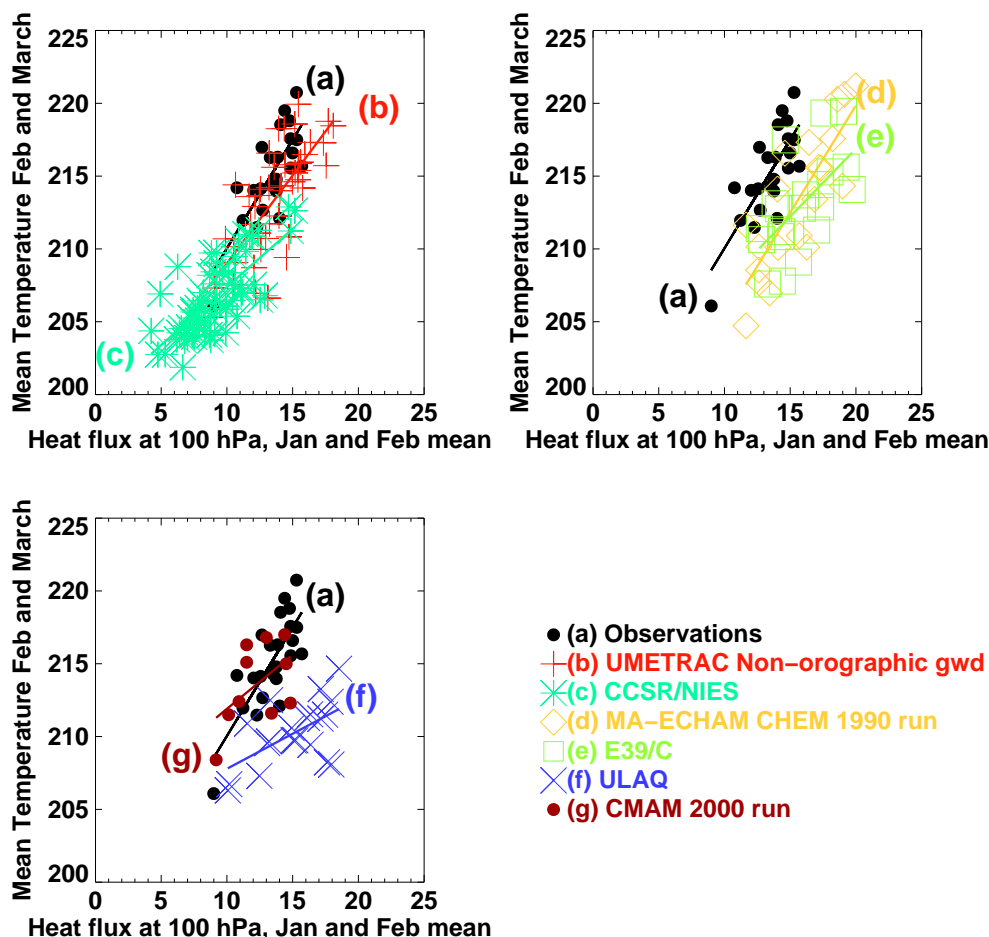 225
220
215
210
205
200
0
5
10
15
20
25
Mean Temperature Feb and March
Heat flux at 100 hPa, Jan and Feb mean
(a)
(b)
(c)
225
220
215
210
205
200
0
5
10
15
20
25
Mean Temperature Feb and March
Heat flux at 100 hPa, Jan and Feb mean
(d)
(e)
(a)
225
220
215
210
205
200
0
5
10
15
20
25
Mean Temperature Feb and March
Heat flux at 100 hPa, Jan and Feb mean
(a)
(f)
(g)
(a) Observations
(b) UMETRAC Non−orographic gwd
(c) CCSR/NIES
(d) MA−ECHAM CHEM 1990 run
(e) E39/C
(f) ULAQ
(g) CMAM 2000 run